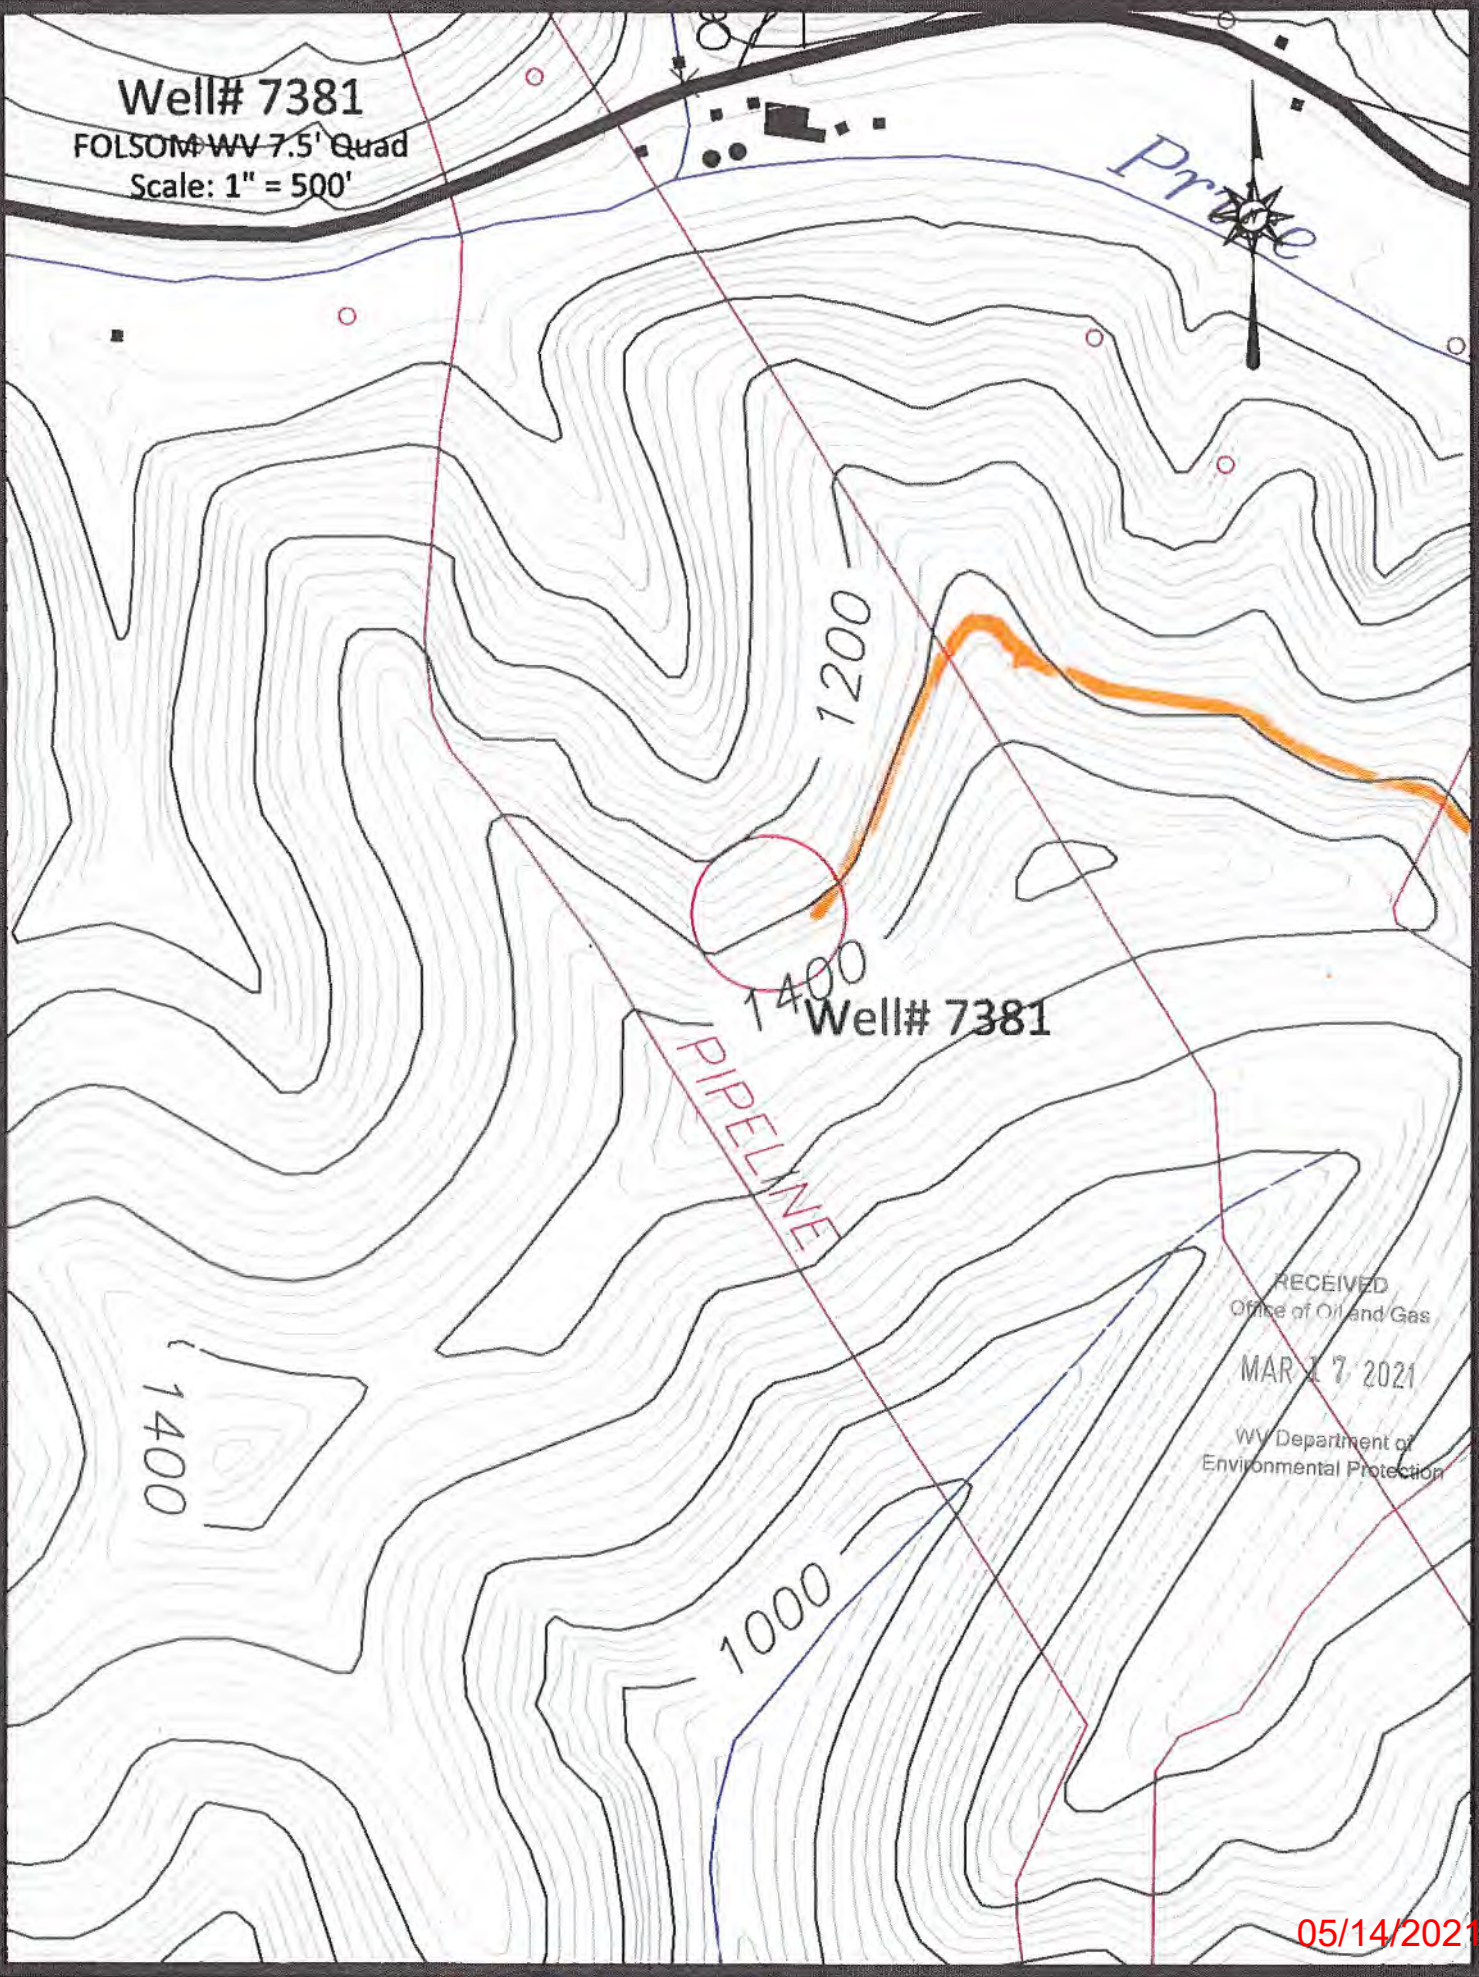 Well# 7381
FOLSOM WV 7.5' Quad
Scale: 1" = 500'
1200
1400
Well# 7381
PIPELINE
RECEIVED
Office of Oil and Gas
MAR 17 2021
WV Department of
Environmental Protection
1400
1000
05/14/2021